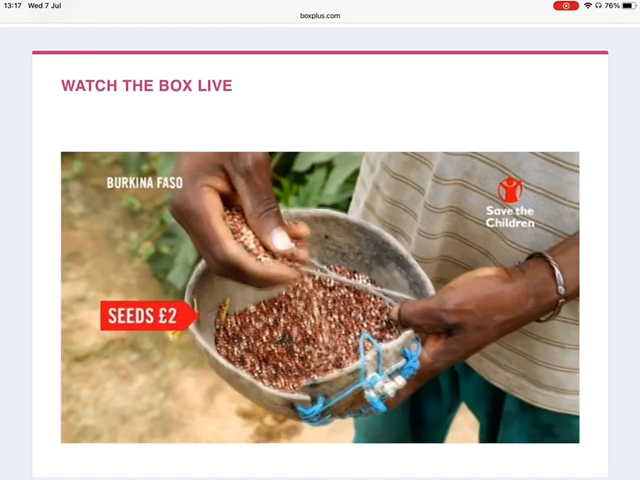 13:17 Wed 7 Jul
76%
boxplus.com
WATCH THE BOX LIVE
BURKINA FASO
Save the
Children
SEEDS £2